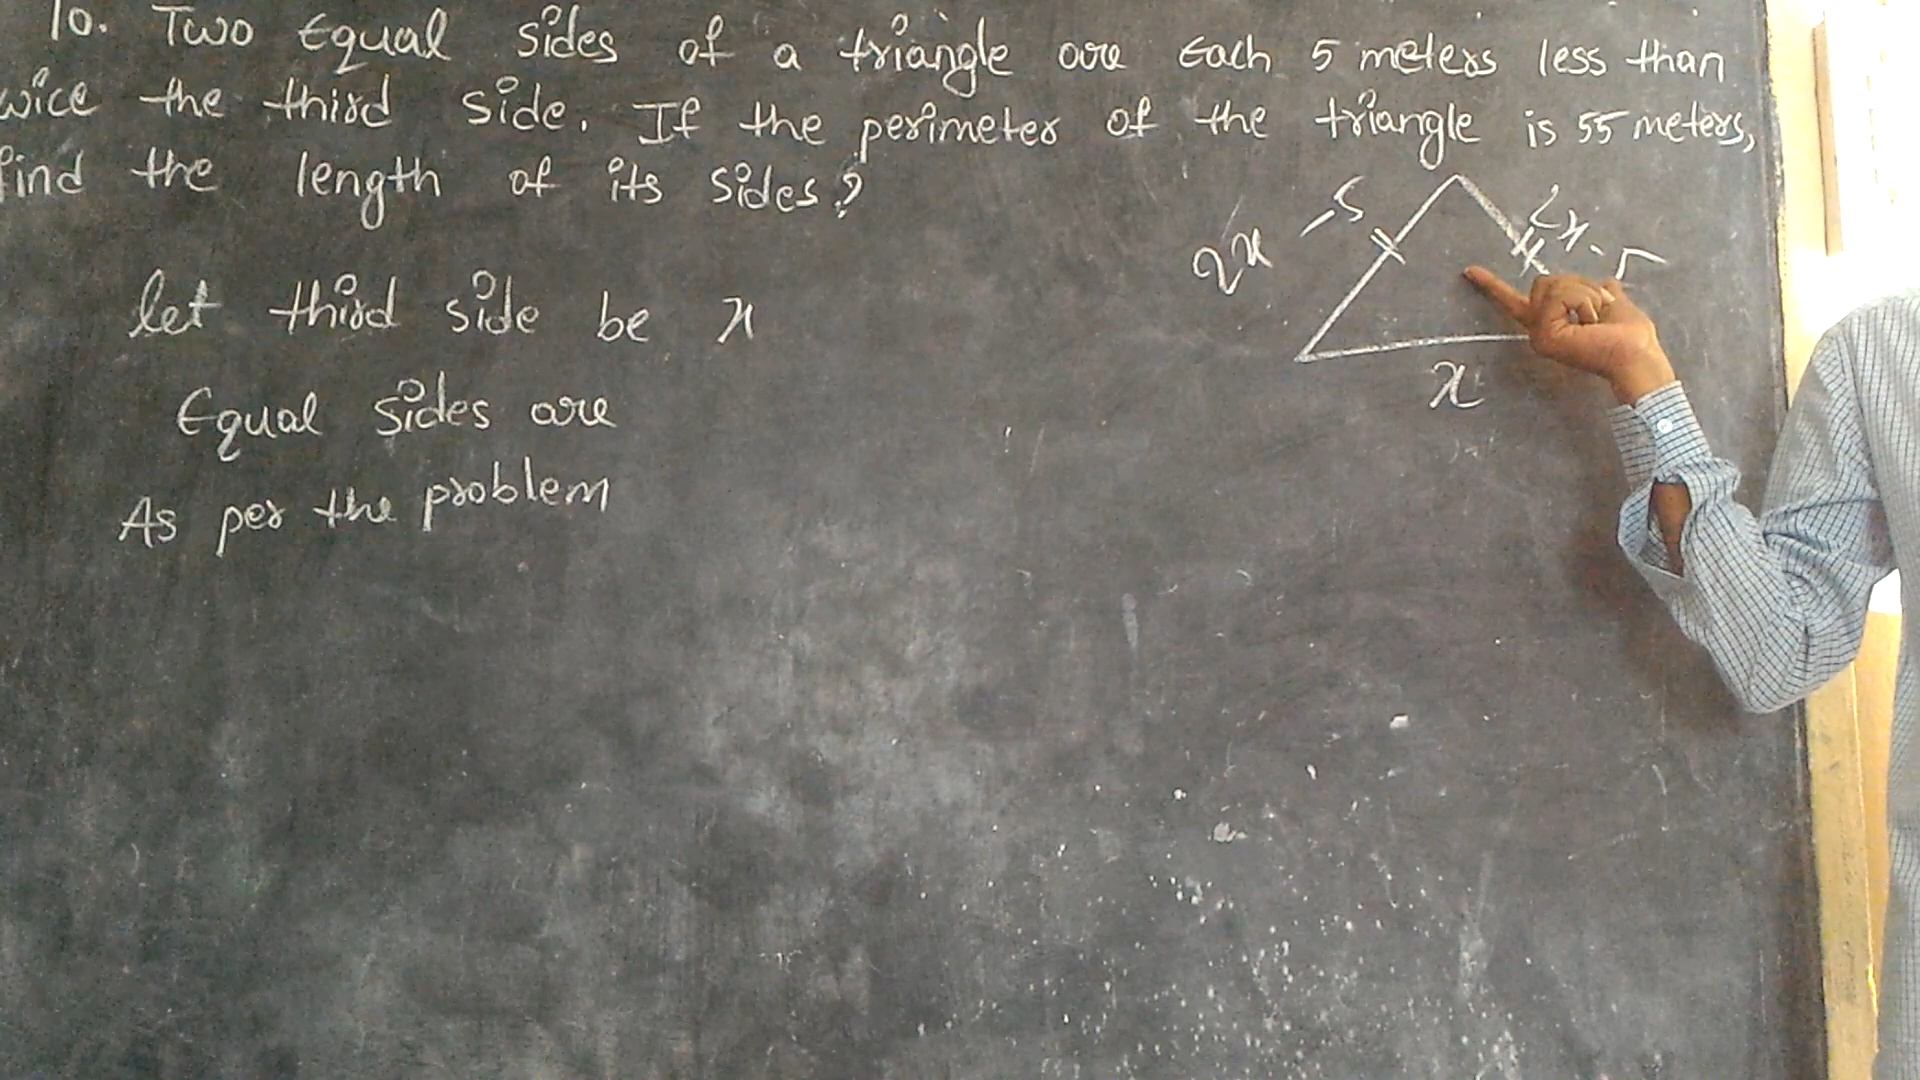 10. Two Equal sides of a triangle are Each 5 meters less than
wice the third side. If the perimeter of the triangle is 55 meters,
find the length of its sides?
2x - 5
2x - 5
let third side be x
x
Equal sides are
As per the problem